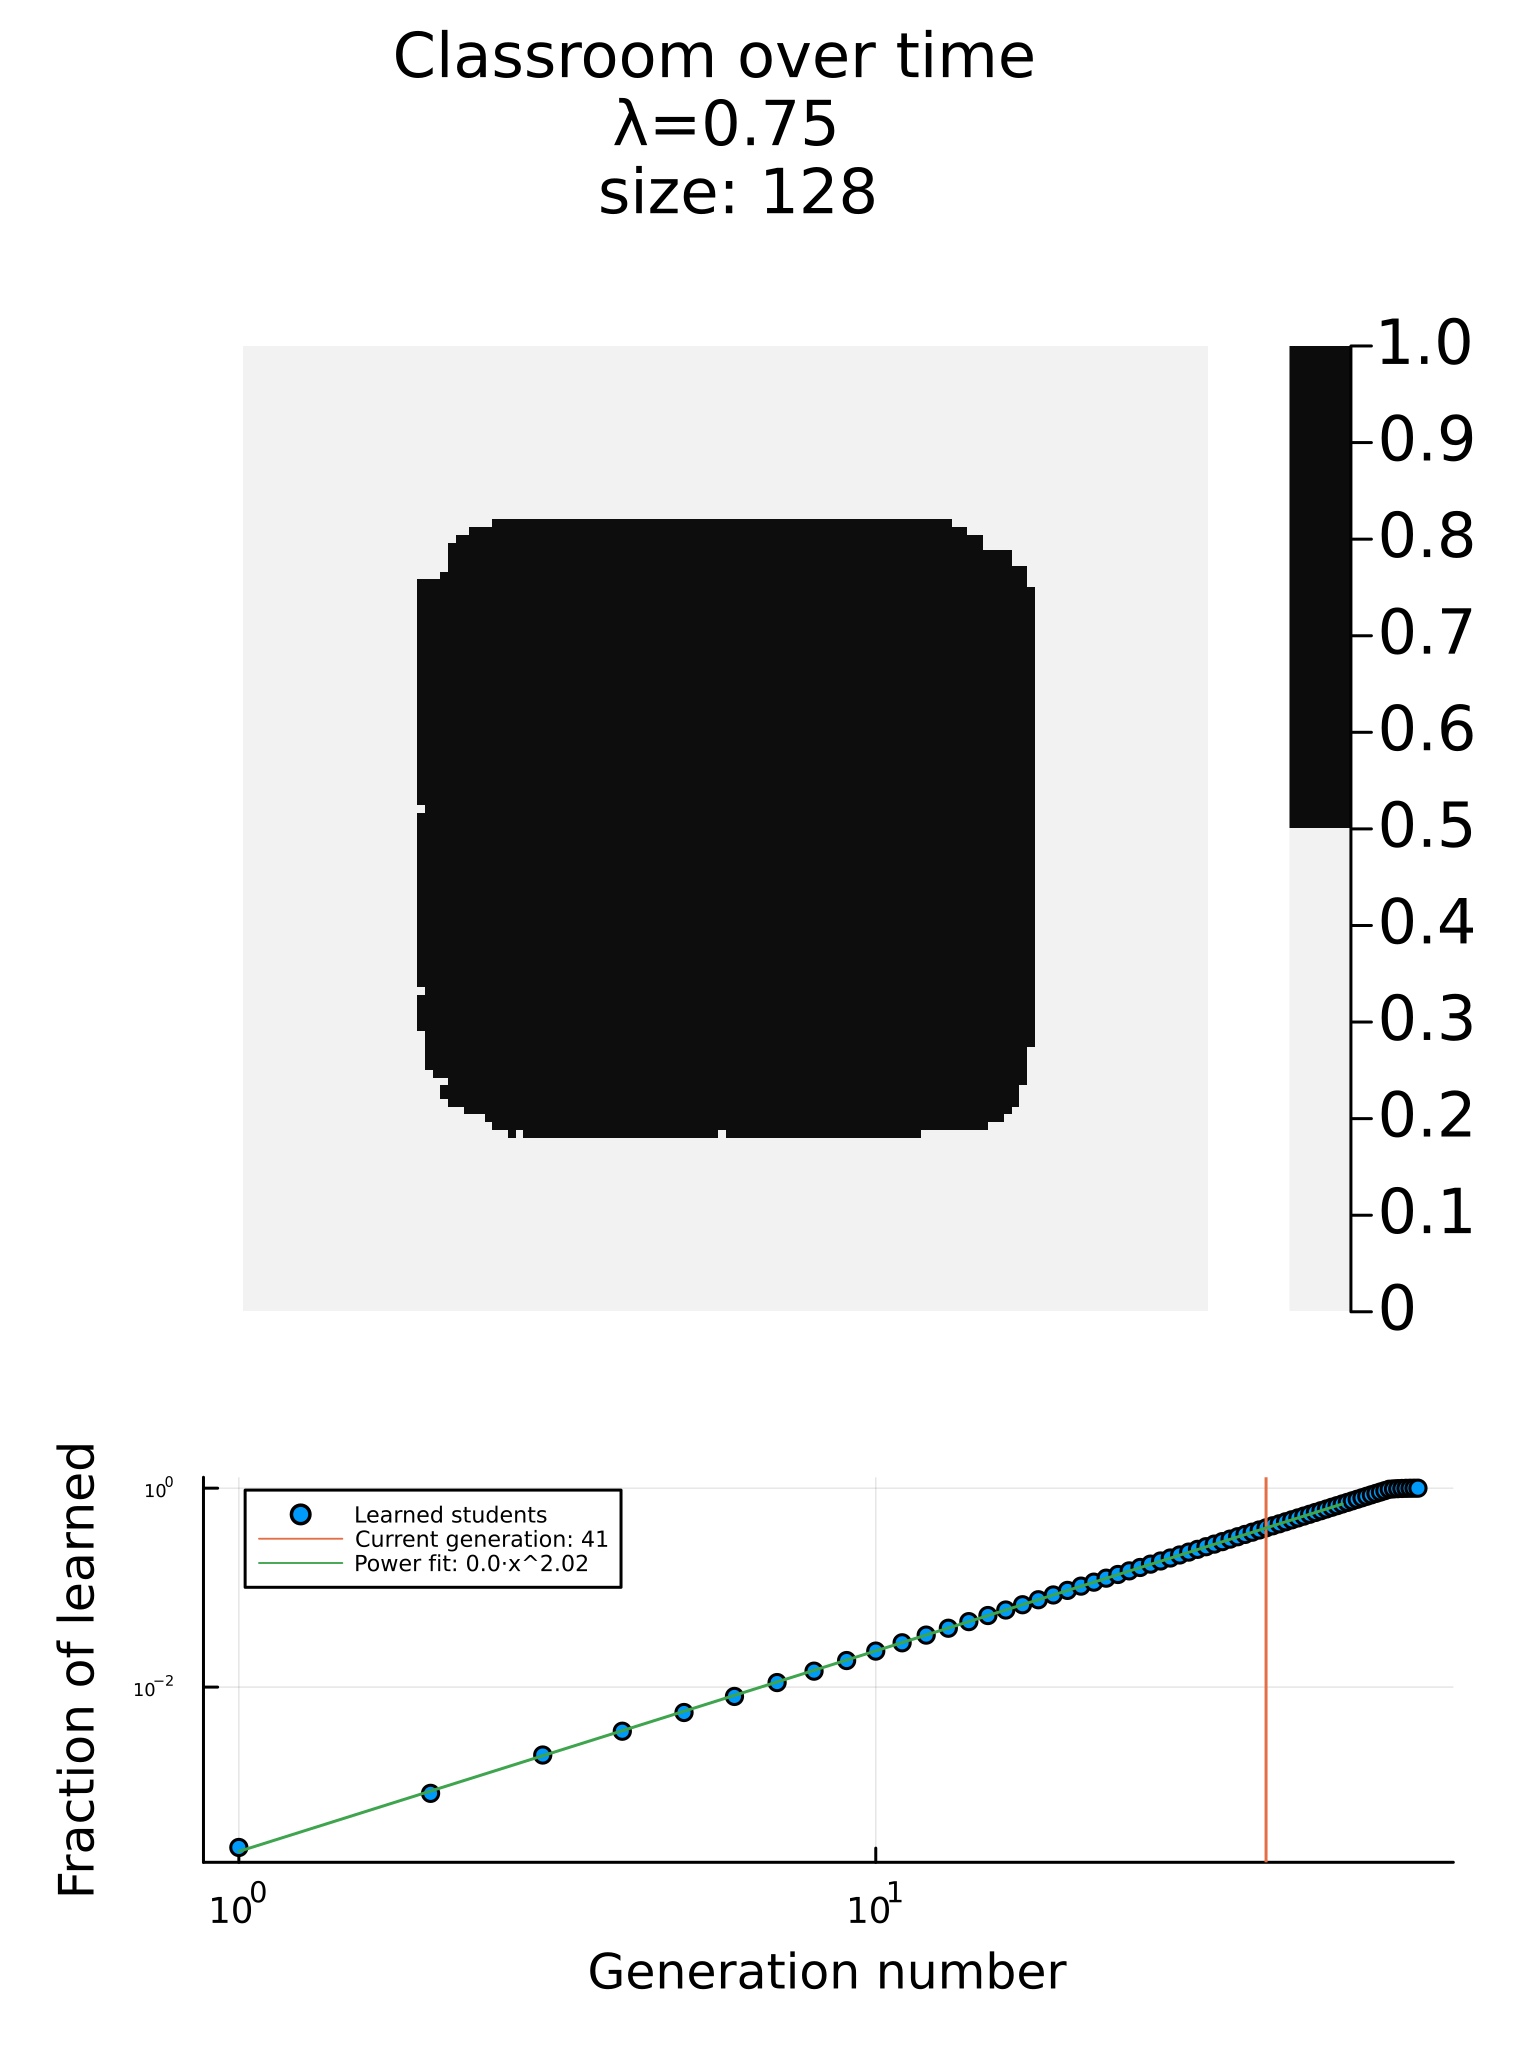 Classroom over time
λ=0.75
size: 128
1.0
0.9
0.8
0.7
0.6
0.5
0.4
0.3
0.2
0.1
0
Fraction of learned
10^0
10^−2
Learned students
Current generation: 41
Power fit: 0.0·x^2.02
10^0
10^1
Generation number